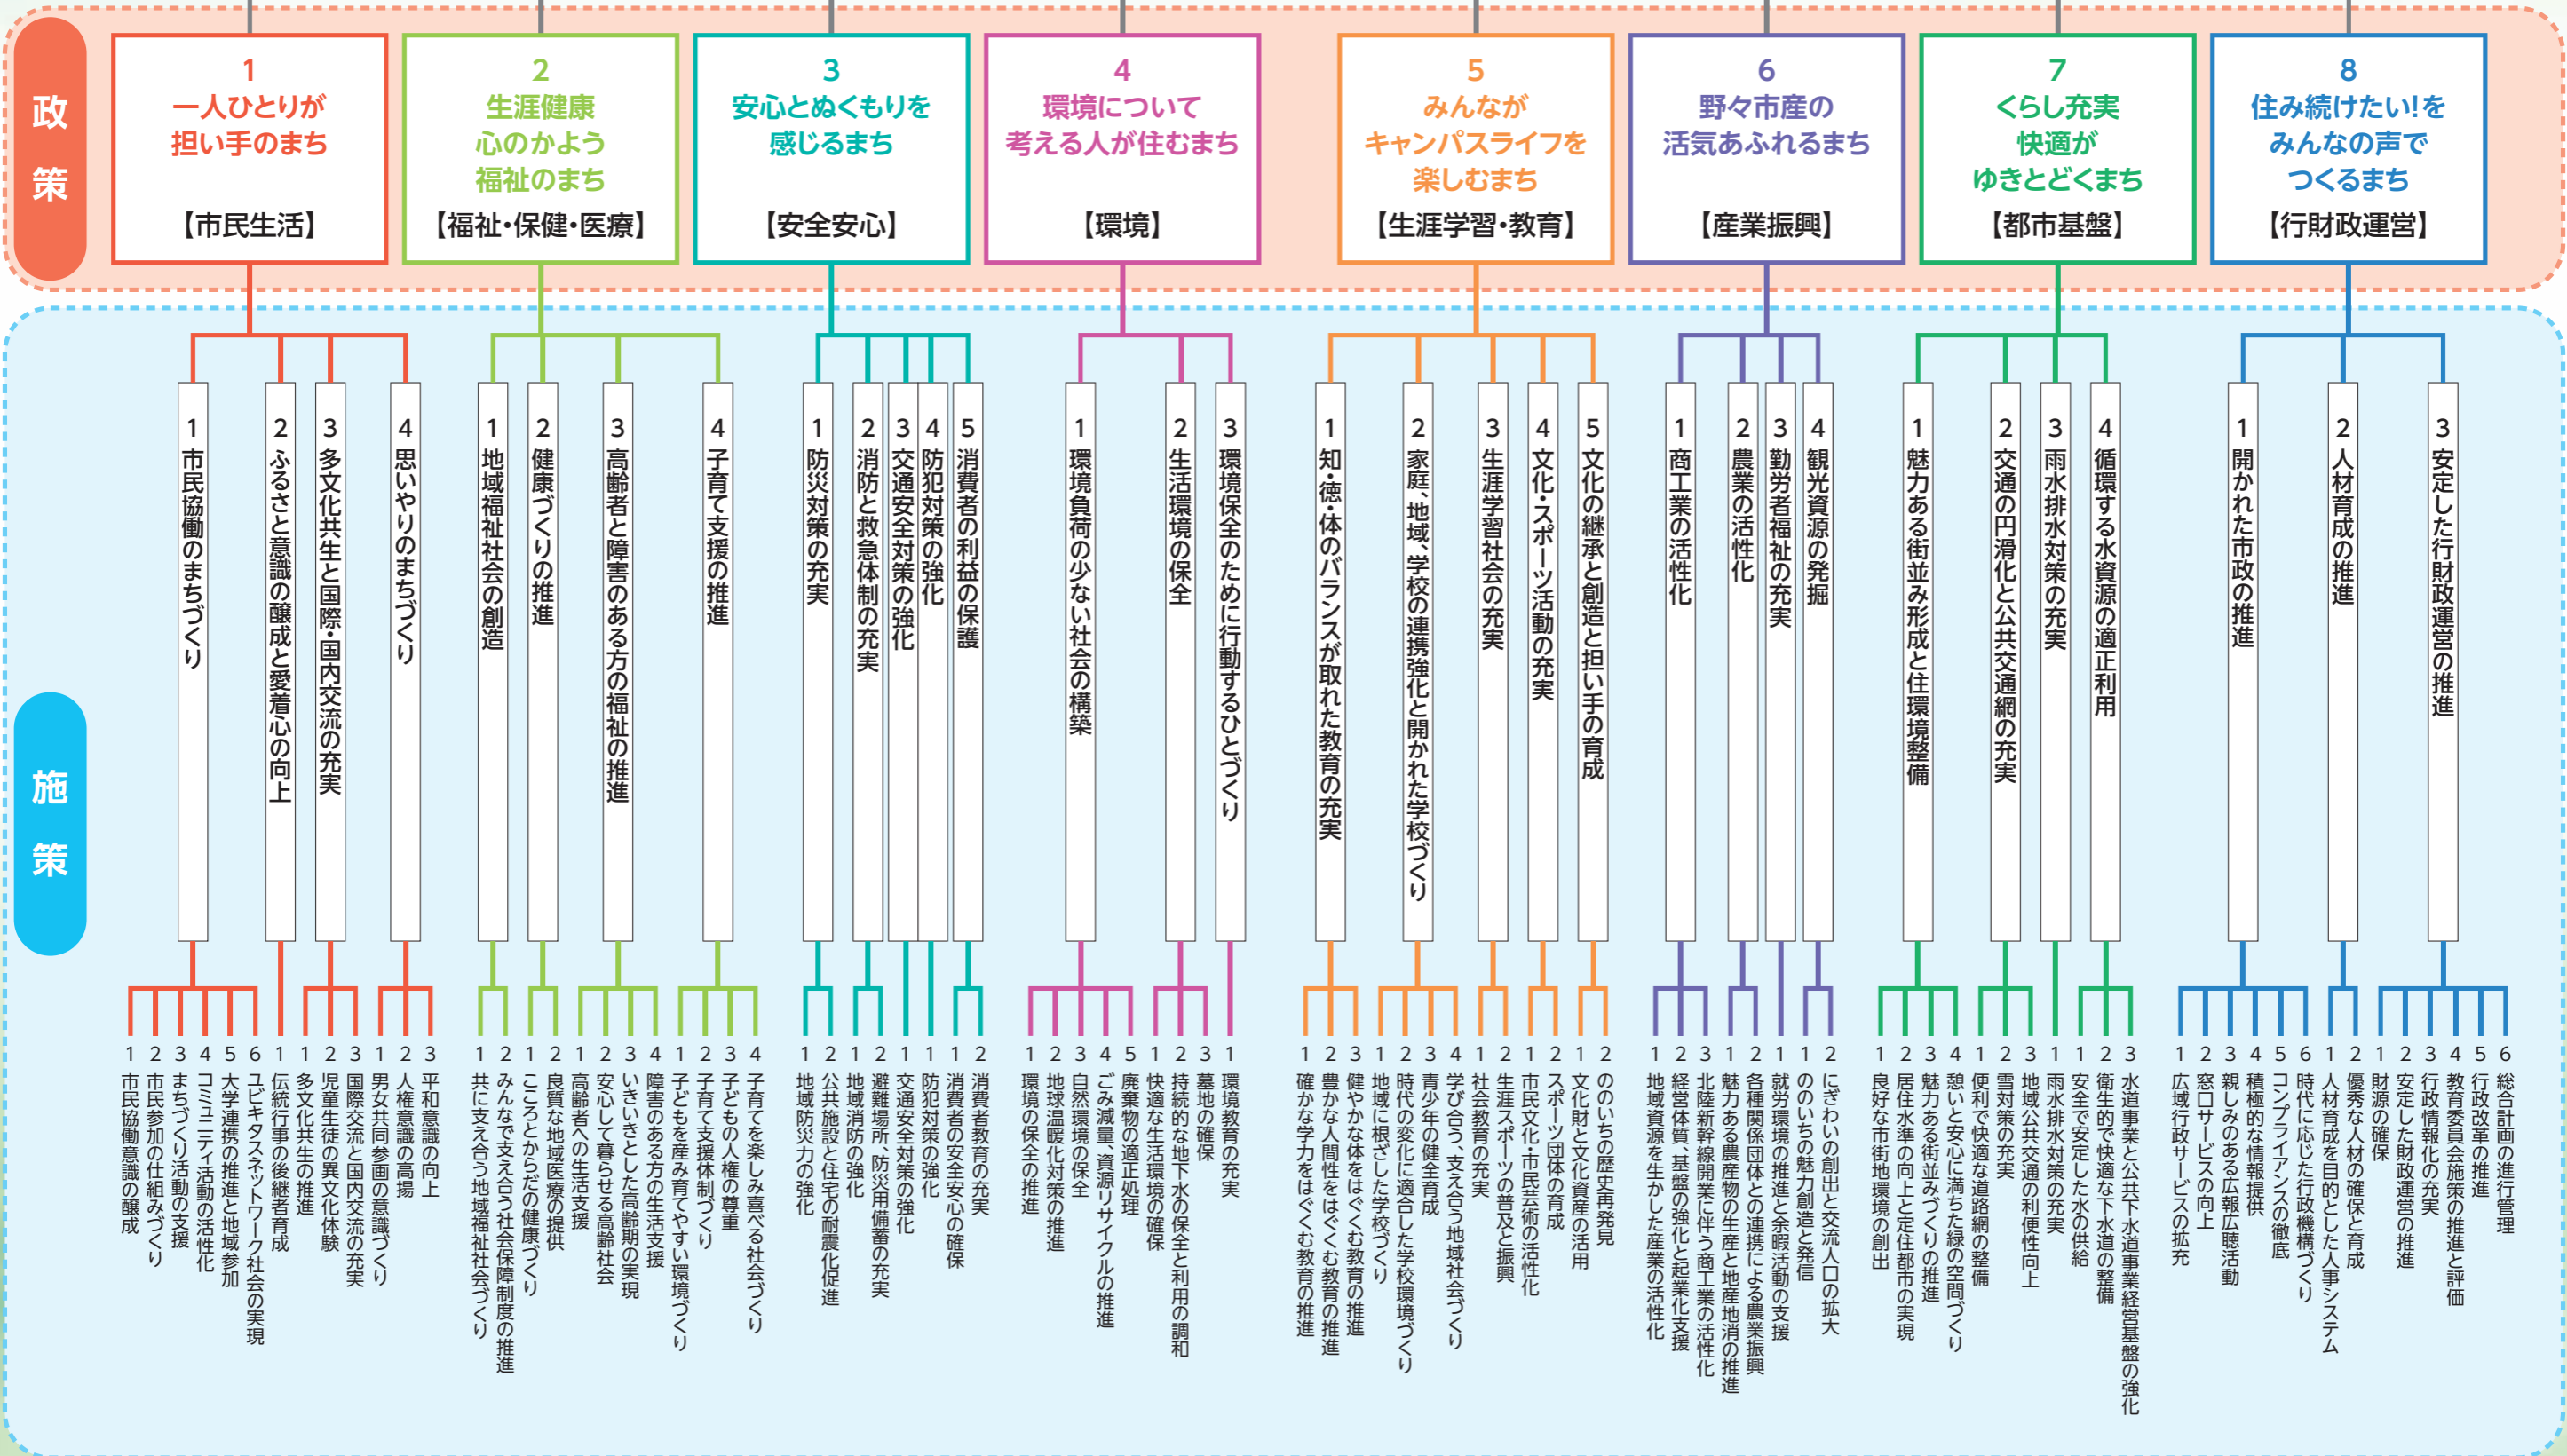 政策
1
一人ひとりが
担い手のまち
【市民生活】
2
生涯健康
心のかよう
福祉のまち
【福祉・保健・医療】
3
安心とぬくもりを
感じるまち
【安全安心】
4
環境について
考える人が住むまち
【環境】
5
みんなが
キャンパスライフを
楽しむまち
【生涯学習・教育】
6
野々市産の
活気あふれるまち
【産業振興】
7
くらし充実
快適が
ゆきとどくまち
【都市基盤】
8
住み続けたい!を
みんなの声で
つくるまち
【行財政運営】
施策
1 市民協働のまちづくり
2 ふるさと意識の醸成と愛着心の向上
3 多文化共生と国際・国内交流の充実
4 思いやりのまちづくり
1 地域福祉社会の創造
2 健康づくりの推進
3 高齢者と障害のある方の福祉の推進
4 子育て支援の推進
1 防災対策の充実
2 消防と救急体制の充実
3 交通安全対策の強化
4 防犯対策の強化
5 消費者の利益の保護
1 環境負荷の少ない社会の構築
2 生活環境の保全
3 環境保全のために行動するひとづくり
1 知・徳・体のバランスが取れた教育の充実
2 家庭、地域、学校の連携強化と開かれた学校づくり
3 生涯学習社会の充実
4 文化・スポーツ活動の充実
5 文化の継承と創造と担い手の育成
1 商工業の活性化
2 農業の活性化
3 勤労者福祉の充実
4 観光資源の発掘
1 魅力ある街並み形成と住環境整備
2 交通の円滑化と公共交通網の充実
3 雨水排水対策の充実
4 循環する水資源の適正利用
1 開かれた市政の推進
2 人材育成の推進
3 安定した行財政運営の推進
1 市民協働意識の醸成
2 市民参加の仕組みづくり
3 まちづくり活動の支援
4 コミュニティ活動の活性化
5 大学連携の推進と地域参加
6 ユビキタスネットワーク社会の実現
1 伝統行事の後継者育成
1 多文化共生の推進
2 児童生徒の異文化体験
3 国際交流と国内交流の充実
1 男女共同参画の意識づくり
2 人権意識の高揚
3 平和意識の向上
1 共に支え合う地域福祉社会づくり
2 みんなで支え合う社会保障制度の推進
1 こころとからだの健康づくり
2 良質な地域医療の提供
1 高齢者への生活支援
2 安心して暮らせる高齢社会
3 いきいきとした高齢期の実現
4 障害のある方の生活支援
1 子どもを産み育てやすい環境づくり
2 子育て支援体制づくり
3 子どもの人権の尊重
4 子育てを楽しみ喜べる社会づくり
1 地域防災力の強化
2 公共施設と住宅の耐震化促進
1 地域消防の強化
2 避難場所、防災用備蓄の充実
1 交通安全対策の強化
1 防犯対策の強化
1 消費者の安全安心の確保
2 消費者教育の充実
1 環境の保全の推進
2 地球温暖化対策の推進
3 自然環境の保全
4 ごみ減量、資源リサイクルの推進
5 廃棄物の適正処理
1 快適な生活環境の確保
2 持続的な地下水の保全と利用の調和
3 墓地の確保
1 環境教育の充実
1 確かな学力をはぐくむ教育の推進
2 豊かな人間性をはぐくむ教育の推進
3 健やかな体をはぐくむ教育の推進
1 地域に根ざした学校づくり
2 時代の変化に適合した学校環境づくり
3 青少年の健全育成
4 学び合う、支え合う地域社会づくり
1 社会教育の充実
2 生涯スポーツの普及と振興
1 市民文化・市民芸術の活性化
2 スポーツ団体の育成
1 文化財と文化資産の活用
2 ののいちの歴史再発見
1 地域資源を生かした産業の活性化
2 経営体質、基盤の強化と起業化支援
3 北陸新幹線開業に伴う商工業の活性化
1 魅力ある農産物の生産と地産地消の推進
2 各種関係団体との連携による農業振興
1 就労環境の推進と余暇活動の支援
1 ののいちの魅力創造と発信
2 にぎわいの創出と交流人口の拡大
1 良好な市街地環境の創出
2 居住水準の向上と定住都市の実現
3 魅力ある街並みづくりの推進
4 憩いと安心に満ちた緑の空間づくり
1 便利で快適な道路網の整備
2 雪対策の充実
3 地域公共交通の利便性向上
1 雨水排水対策の充実
1 安全で安定した水の供給
2 衛生的で快適な下水道の整備
3 水道事業と公共下水道事業経営基盤の強化
1 広域行政サービスの拡充
2 窓口サービスの向上
3 親しみのある広報広聴活動
4 積極的な情報提供
5 コンプライアンスの徹底
6 時代に応じた行政機構づくり
1 人材育成を目的とした人事システム
2 優秀な人材の確保と育成
1 財源の確保
2 安定した財政運営の推進
3 行政情報化の充実
4 教育委員会施策の推進と評価
5 行政改革の推進
6 総合計画の進行管理